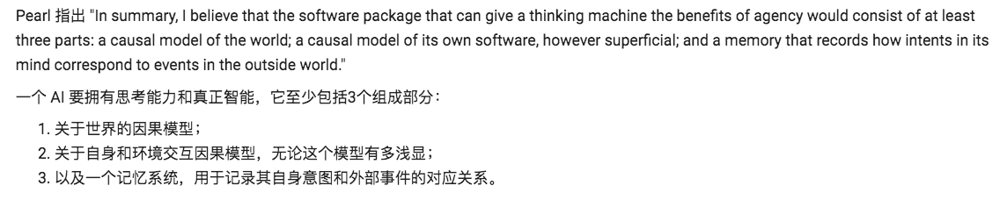 Pearl 指出 "In summary, I believe that the software package that can give a thinking machine the benefits of agency would consist of at least
three parts: a causal model of the world; a causal model of its own software, however superficial; and a memory that records how intents in its
mind correspond to events in the outside world."
一个 AI 要拥有思考能力和真正智能，它至少包括3个组成部分：
1. 关于世界的因果模型；
2. 关于自身和环境交互因果模型，无论这个模型有多浅显；
3. 以及一个记忆系统，用于记录其自身意图和外部事件的对应关系。